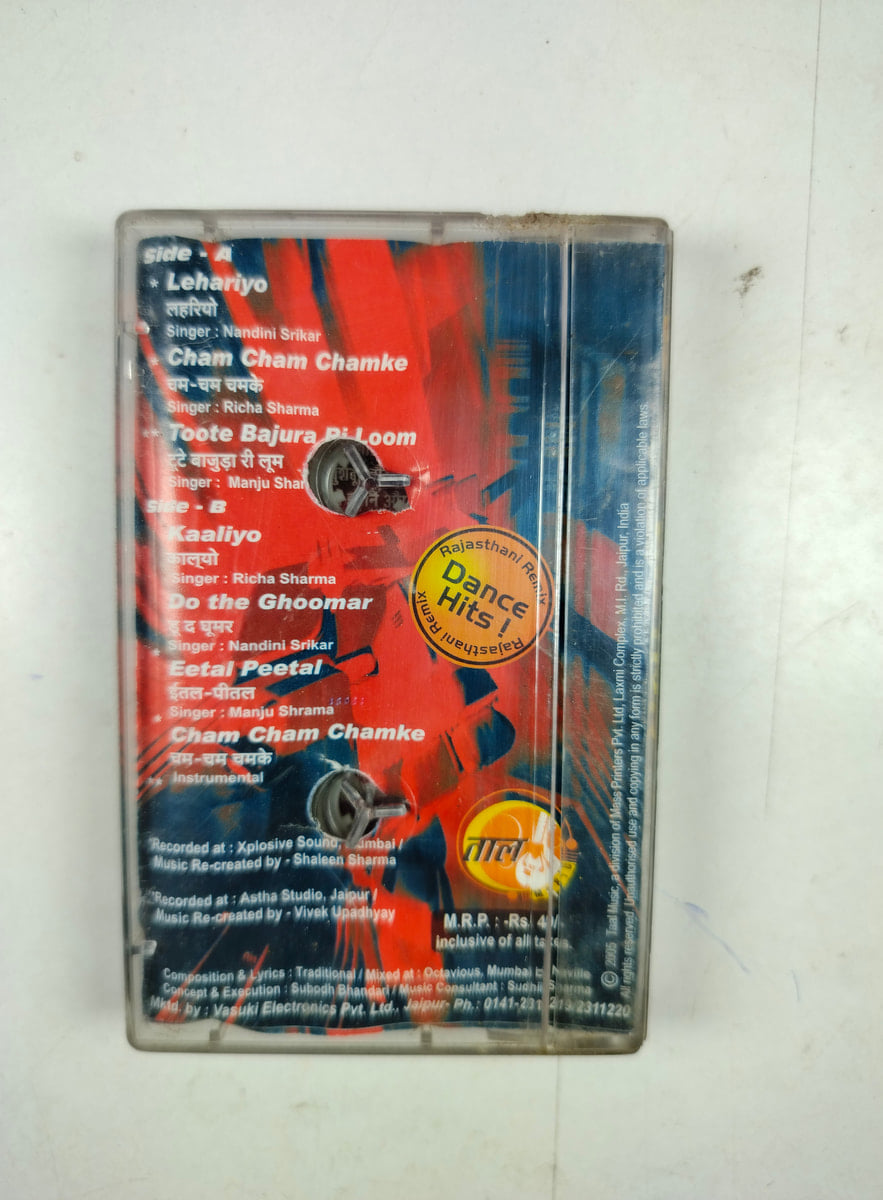 Side - A
* Lehariyo
लहरियो
Singer : Nandini Srikar
* Cham Cham Chamke
चम-चम चमके
Singer : Richa Sharma
** Toote Bajura Ri Loom
टूटे बाजुड़ा री लूम
Singer : Manju Shar
Side - B
Kaaliyo
काल्यो
Singer : Richa Sharma
Do the Ghoomar
दू द घूमर
Singer : Nandini Srikar
* Eetal Peetal
ईतल-पीतल
Singer : Manju Shrama
* Cham Cham Chamke
चम-चम चमके
** Instrumental
Rajasthani Remix
Dance
Hits !
Rajasthani Remix
ताल
*Recorded at : Xplosive Sound, Mumbai /
Music Re-created by - Shaleen Sharma
*Recorded at : Astha Studio, Jaipur /
Music Re-created by - Vivek Upadhyay
M.R.P. : -Rs.
inclusive of all taxes.
Composition & Lyrics : Traditional / Mixed at : Octavious, Mumbai by Neville
Concept & Execution : Subodh Bhandari / Music Consultant : Sudhir Sharma
Mktd. by : Vasuki Electronics Pvt. Ltd., Jaipur- Ph.: 2311220
© 2005 Taal Music, a division of Mass Printers Pvt. Ltd, Laxmi Complex, M.I. Rd., Jaipur, India
All rights reserved. Unauthorised use and copying in any form is strictly prohibited and is a violation of applicable laws.